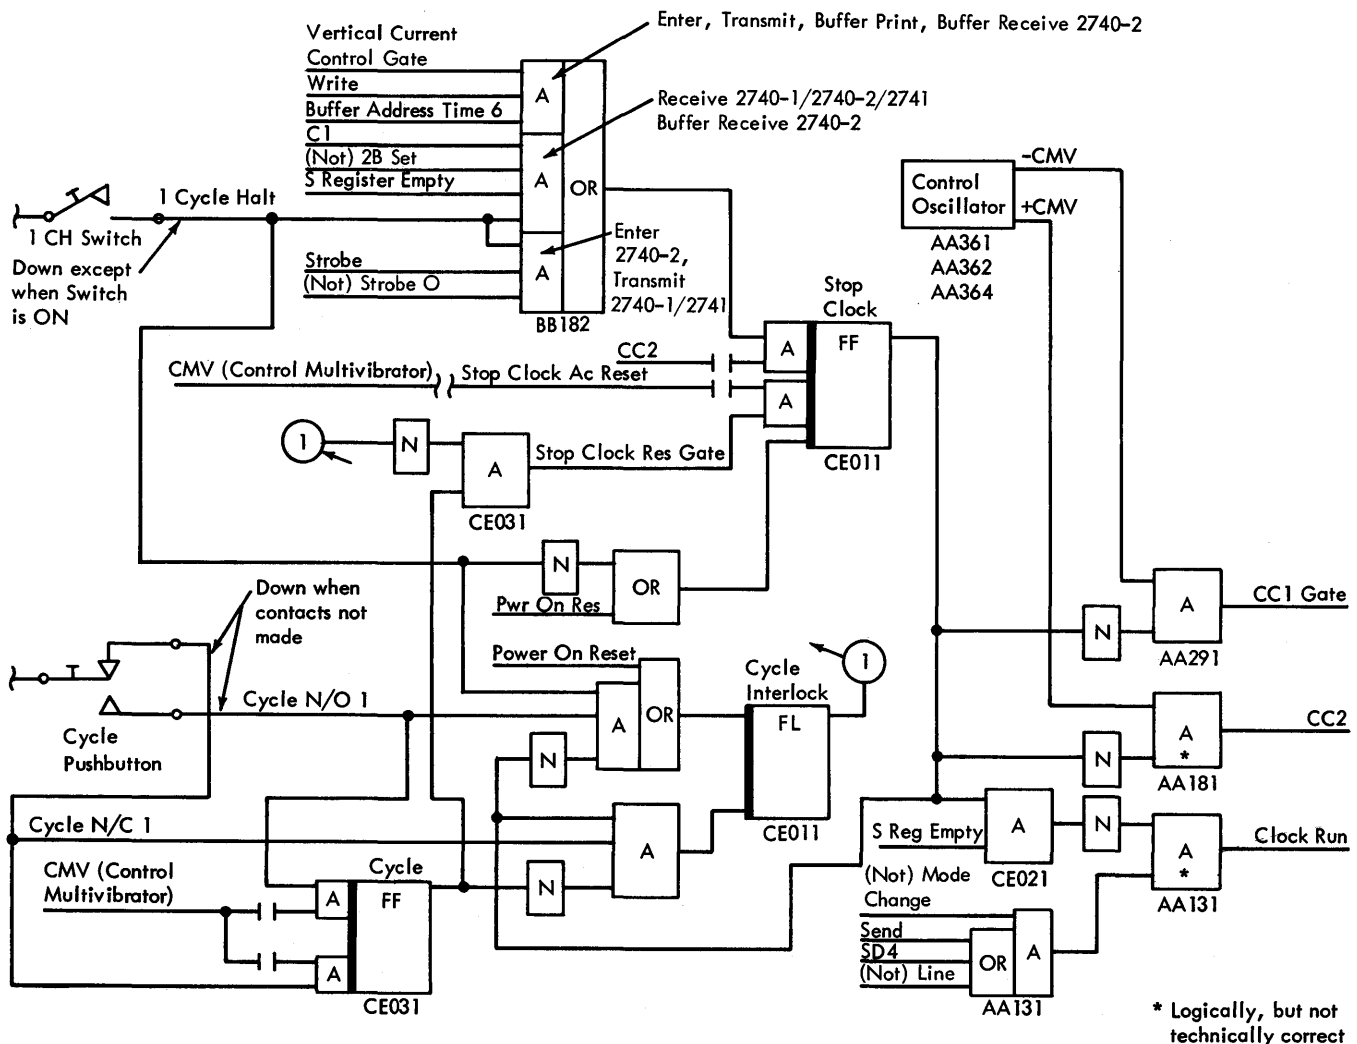 Enter, Transmit, Buffer Print, Buffer Receive 2740-2
Vertical Current
Control Gate
Write
Buffer Address Time 6
C1
(Not) 2B Set
S Register Empty
A
A
OR
A
Receive 2740-1/2740-2/2741
Buffer Receive 2740-2
1 Cycle Halt
1 CH Switch
Down except
when Switch
is ON
Strobe
(Not) Strobe O
Enter
2740-2,
Transmit
2740-1/2741
BB182
Control
Oscillator
-CMV
+CMV
AA361
AA362
AA364
Stop
Clock
CC2
CMV (Control Multivibrator)
Stop Clock Ac Reset
A
A
FF
CE011
1
N
A
Stop Clock Res Gate
CE031
N
OR
Pwr On Res
Down when
contacts not
made
Power On Reset
A
OR
N
Cycle
Interlock
FL
1
CE011
Cycle N/O 1
Cycle
Pushbutton
Cycle N/C 1
CMV (Control
Multivibrator)
Cycle
A
A
FF
CE031
N
A
N
A
CC1 Gate
AA291
N
A
*
CC2
AA181
S Reg Empty
A
CE021
N
A
*
Clock Run
AA131
(Not) Mode
Change
Send
SD4
(Not) Line
OR
A
AA131
* Logically, but not
technically correct